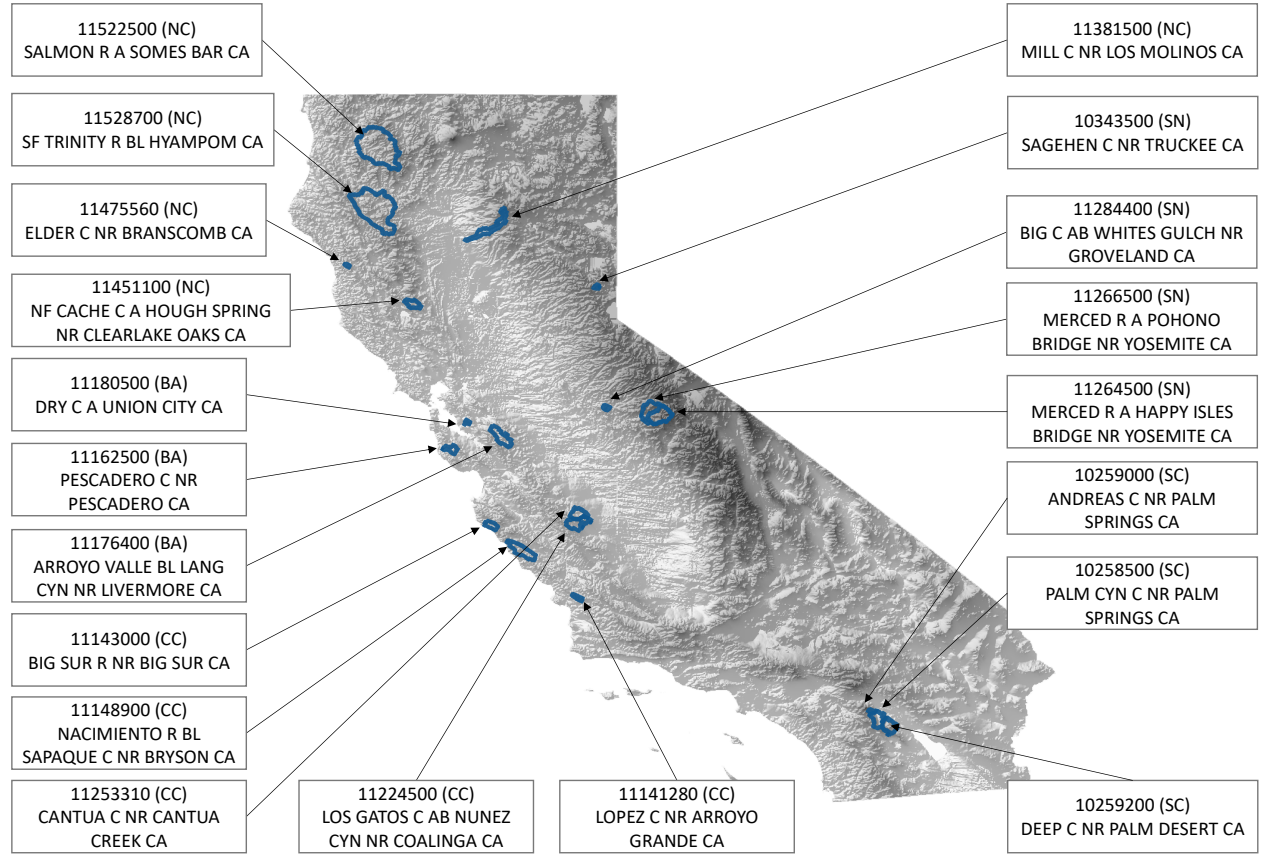 11522500 (NC)
SALMON R A SOMES BAR CA
11528700 (NC)
SF TRINITY R BL HYAMPOM CA
11475560 (NC)
ELDER C NR BRANSCOMB CA
11451100 (NC)
NF CACHE C A HOUGH SPRING
NR CLEARLAKE OAKS CA
11180500 (BA)
DRY C A UNION CITY CA
11162500 (BA)
PESCADERO C NR
PESCADERO CA
11176400 (BA)
ARROYO VALLE BL LANG
CYN NR LIVERMORE CA
11143000 (CC)
BIG SUR R NR BIG SUR CA
11148900 (CC)
NACIMIENTO R BL
SAPAQUE C NR BRYSON CA
11253310 (CC)
CANTUA C NR CANTUA
CREEK CA
11224500 (CC)
LOS GATOS C AB NUNEZ
CYN NR COALINGA CA
11141280 (CC)
LOPEZ C NR ARROYO
GRANDE CA
11381500 (NC)
MILL C NR LOS MOLINOS CA
10343500 (SN)
SAGEHEN C NR TRUCKEE CA
11284400 (SN)
BIG C AB WHITES GULCH NR
GROVELAND CA
11266500 (SN)
MERCED R A POHONO
BRIDGE NR YOSEMITE CA
11264500 (SN)
MERCED R A HAPPY ISLES
BRIDGE NR YOSEMITE CA
10259000 (SC)
ANDREAS C NR PALM
SPRINGS CA
10258500 (SC)
PALM CYN C NR PALM
SPRINGS CA
10259200 (SC)
DEEP C NR PALM DESERT CA